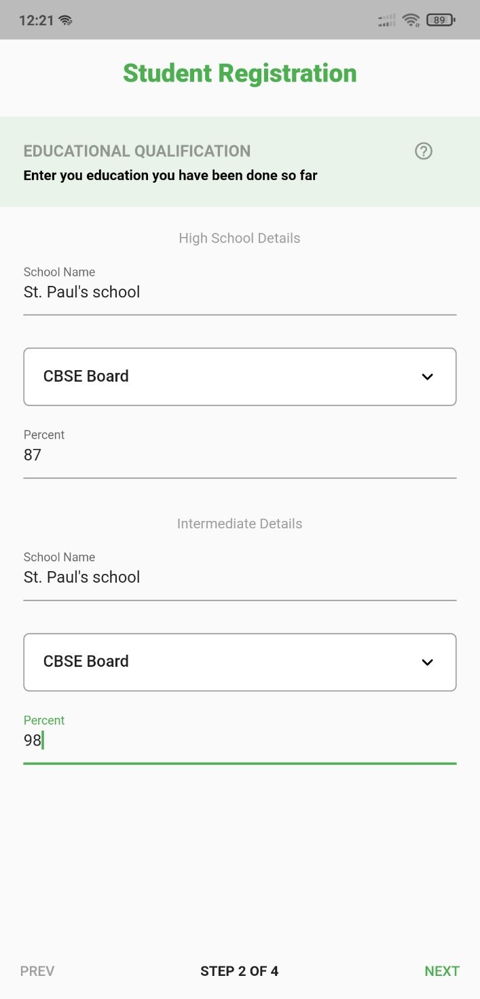 12:21
89
Student Registration
EDUCATIONAL QUALIFICATION
Enter you education you have been done so far
High School Details
School Name
St. Paul's school
CBSE Board
Percent
87
Intermediate Details
School Name
St. Paul's school
CBSE Board
Percent
98
PREV STEP 2 OF 4 NEXT